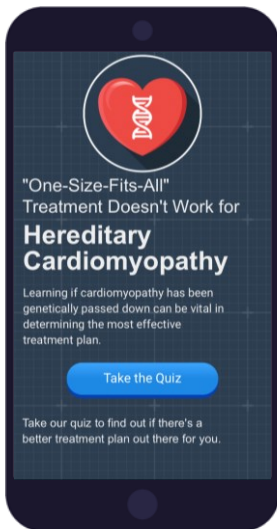 "One-Size-Fits-All"
Treatment Doesn't Work for
Hereditary
Cardiomyopathy
Learning if cardiomyopathy has been
genetically passed down can be vital in
determining the most effective
treatment plan.
Take the Quiz
Take our quiz to find out if there's a
better treatment plan out there for you.